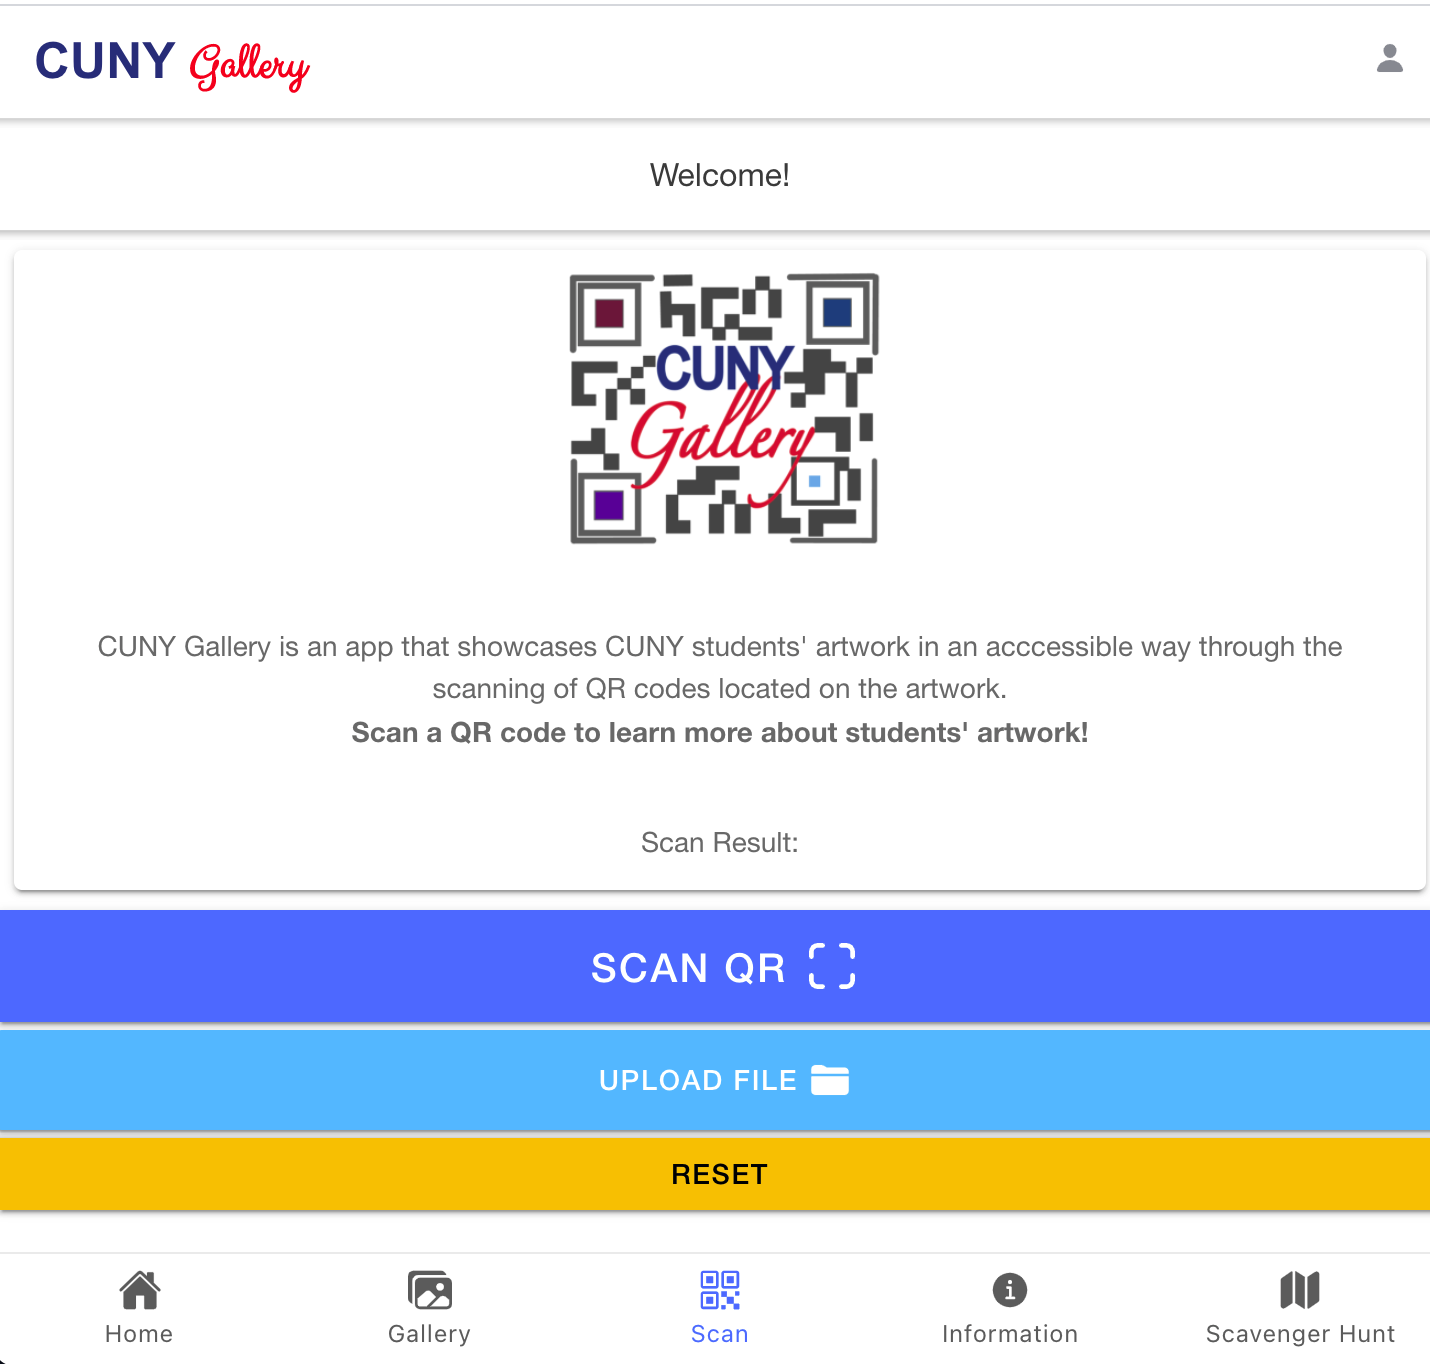 CUNY Gallery
Welcome!
CUNY
Gallery
CUNY Gallery is an app that showcases CUNY students' artwork in an acccessible way through the
scanning of QR codes located on the artwork.
Scan a QR code to learn more about students' artwork!
Scan Result:
SCAN QR
UPLOAD FILE
RESET
Home Gallery Scan Information Scavenger Hunt